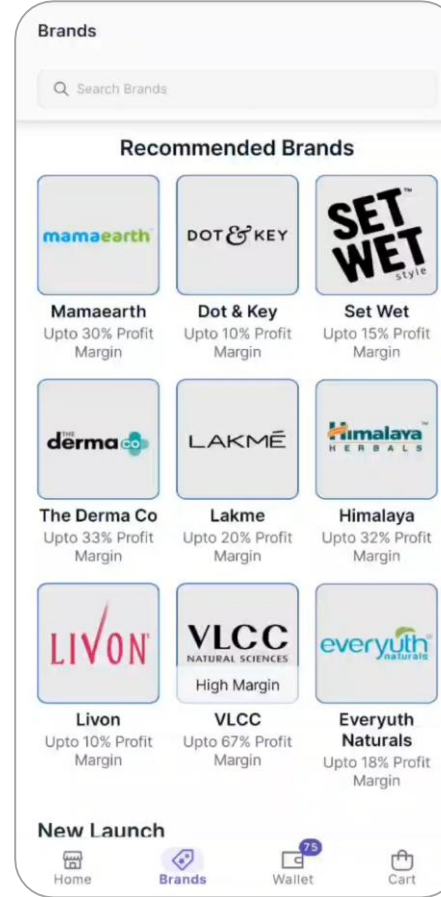 Brands
Search Brands
Recommended Brands
mamaearth
DOT & KEY
SET WET style ™
Mamaearth
Dot & Key
Set Wet
Upto 30% Profit Margin
Upto 10% Profit Margin
Upto 15% Profit Margin
THE derma co
LAKMÉ
Himalaya HERBALS ™
The Derma Co
Lakme
Himalaya
Upto 33% Profit Margin
Upto 20% Profit Margin
Upto 32% Profit Margin
LIVON
VLCC NATURAL SCIENCES
everyuth naturals
High Margin
Livon
VLCC
Everyuth Naturals
Upto 10% Profit Margin
Upto 67% Profit Margin
Upto 18% Profit Margin
New Launch
75
Home
Brands
Wallet
Cart